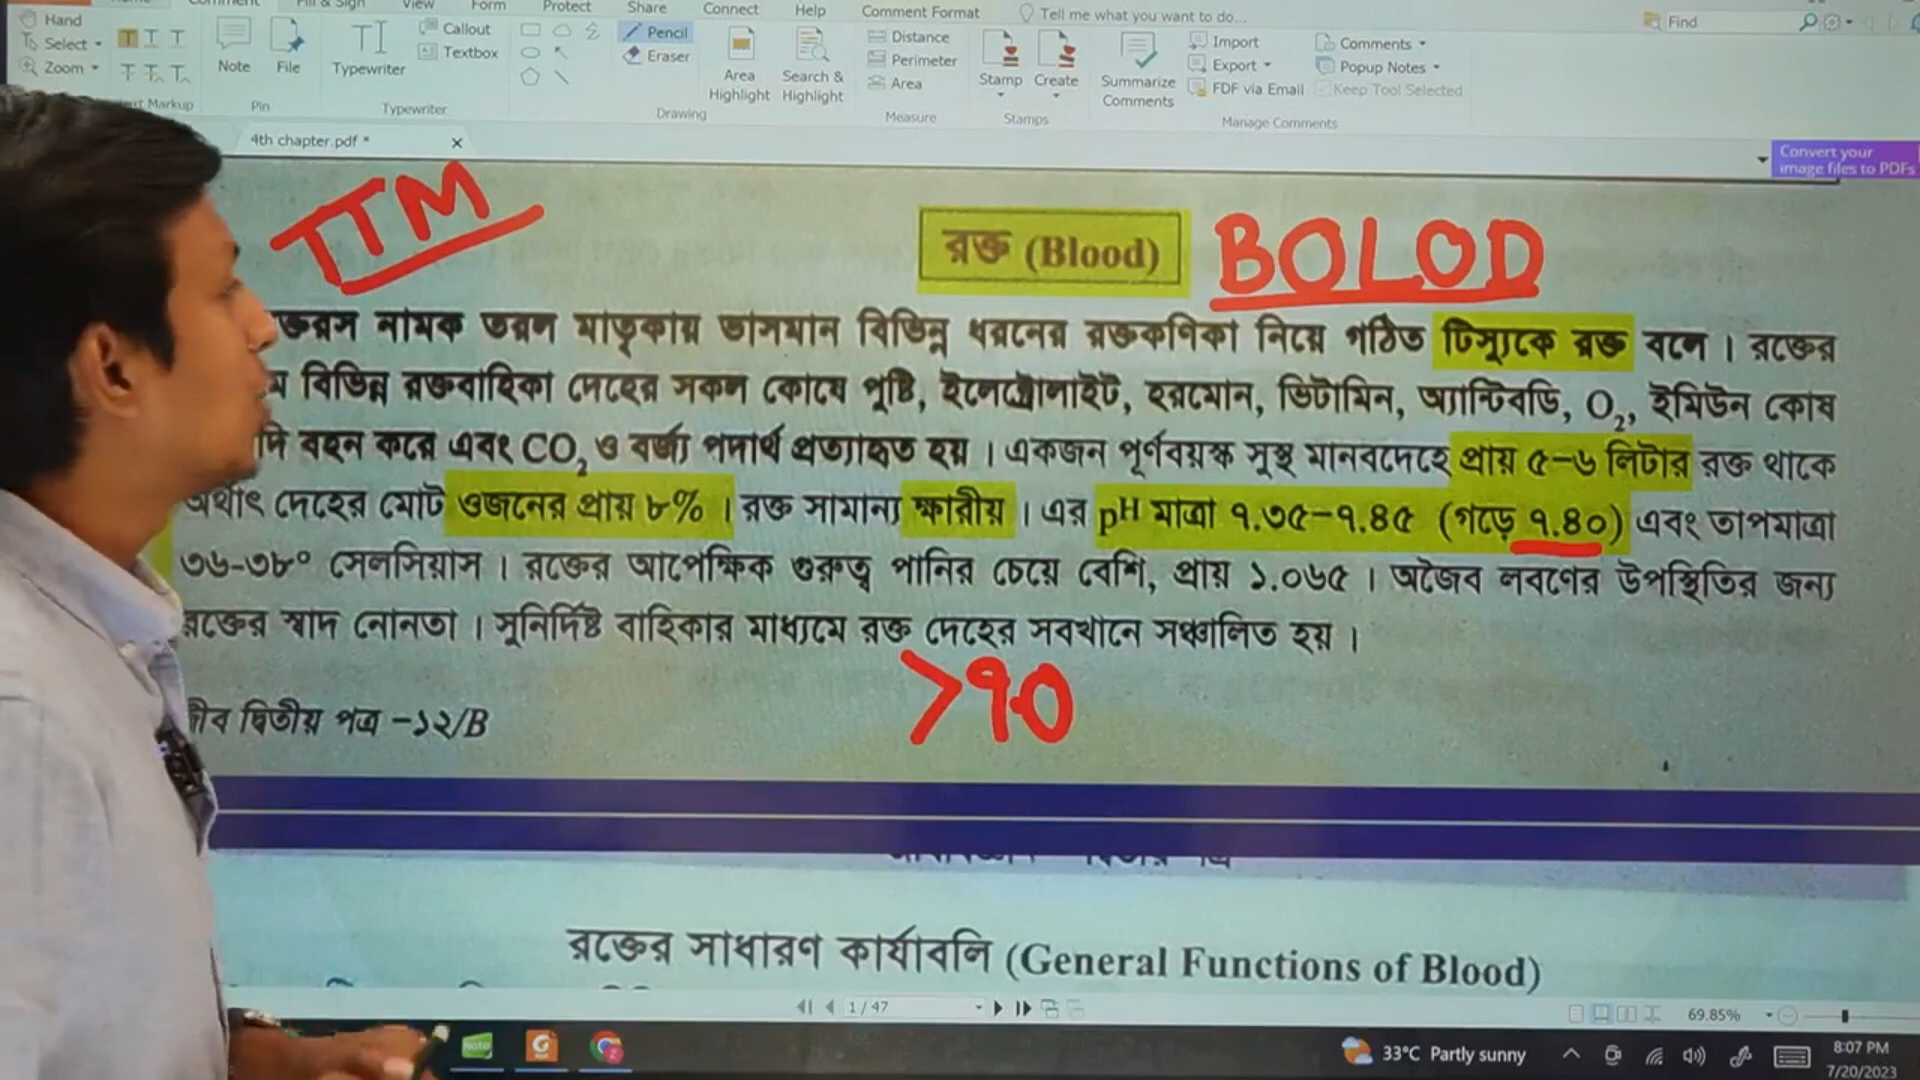 Fill & Sign View Form Protect Share Connect Help Comment Format Tell me what you want to do...
Find
Hand
Select
Zoom
Note
File
Pin
Typewriter
Callout
Textbox
Typewriter
Pencil
Eraser
Drawing
Area Highlight
Search & Highlight
Distance
Perimeter
Area
Measure
Stamp
Create
Stamps
Summarize Comments
Import
Export
FDF via Email
Comments
Popup Notes
Keep Tool Selected
Manage Comments
4th chapter.pdf *
Convert your
image files to PDFs
TTM
রক্ত (Blood) BOLOD
নামক তরল মাতৃকায় ভাসমান বিভিন্ন ধরনের রক্তকণিকা নিয়ে গঠিত টিস্যুকে রক্ত বলে । রক্তের
বিভিন্ন রক্তবাহিকা দেহের সকল কোষে পুষ্টি, ইলেক্ট্রোলাইট, হরমোন, ভিটামিন, অ্যান্টিবডি, O₂, ইমিউন কোষ
বহন করে এবং CO₂ ও বর্জ্য পদার্থ প্রত্যাহৃত হয় । একজন পূর্ণবয়স্ক সুস্থ মানবদেহে প্রায় ৫-৬ লিটার রক্ত থাকে
অর্থাৎ দেহের মোট ওজনের প্রায় ৮% । রক্ত সামান্য ক্ষারীয় । এর pH মাত্রা ৭.৩৫-৭.৪৫ (গড়ে ৭.৪০) এবং তাপমাত্রা
৩৬-৩৮° সেলসিয়াস । রক্তের আপেক্ষিক গুরুত্ব পানির চেয়ে বেশি, প্রায় ১.০৬৫ । অজৈব লবণের উপস্থিতির জন্য
রক্তের স্বাদ নোনতা । সুনির্দিষ্ট বাহিকার মাধ্যমে রক্ত দেহের সবখানে সঞ্চালিত হয় ।
>৭.০
দ্বিতীয় পত্র -১২/B
রক্তের সাধারণ কার্যাবলি (General Functions of Blood)
1 / 47
69.85%
33°C Partly sunny
8:07 PM
7/20/2023